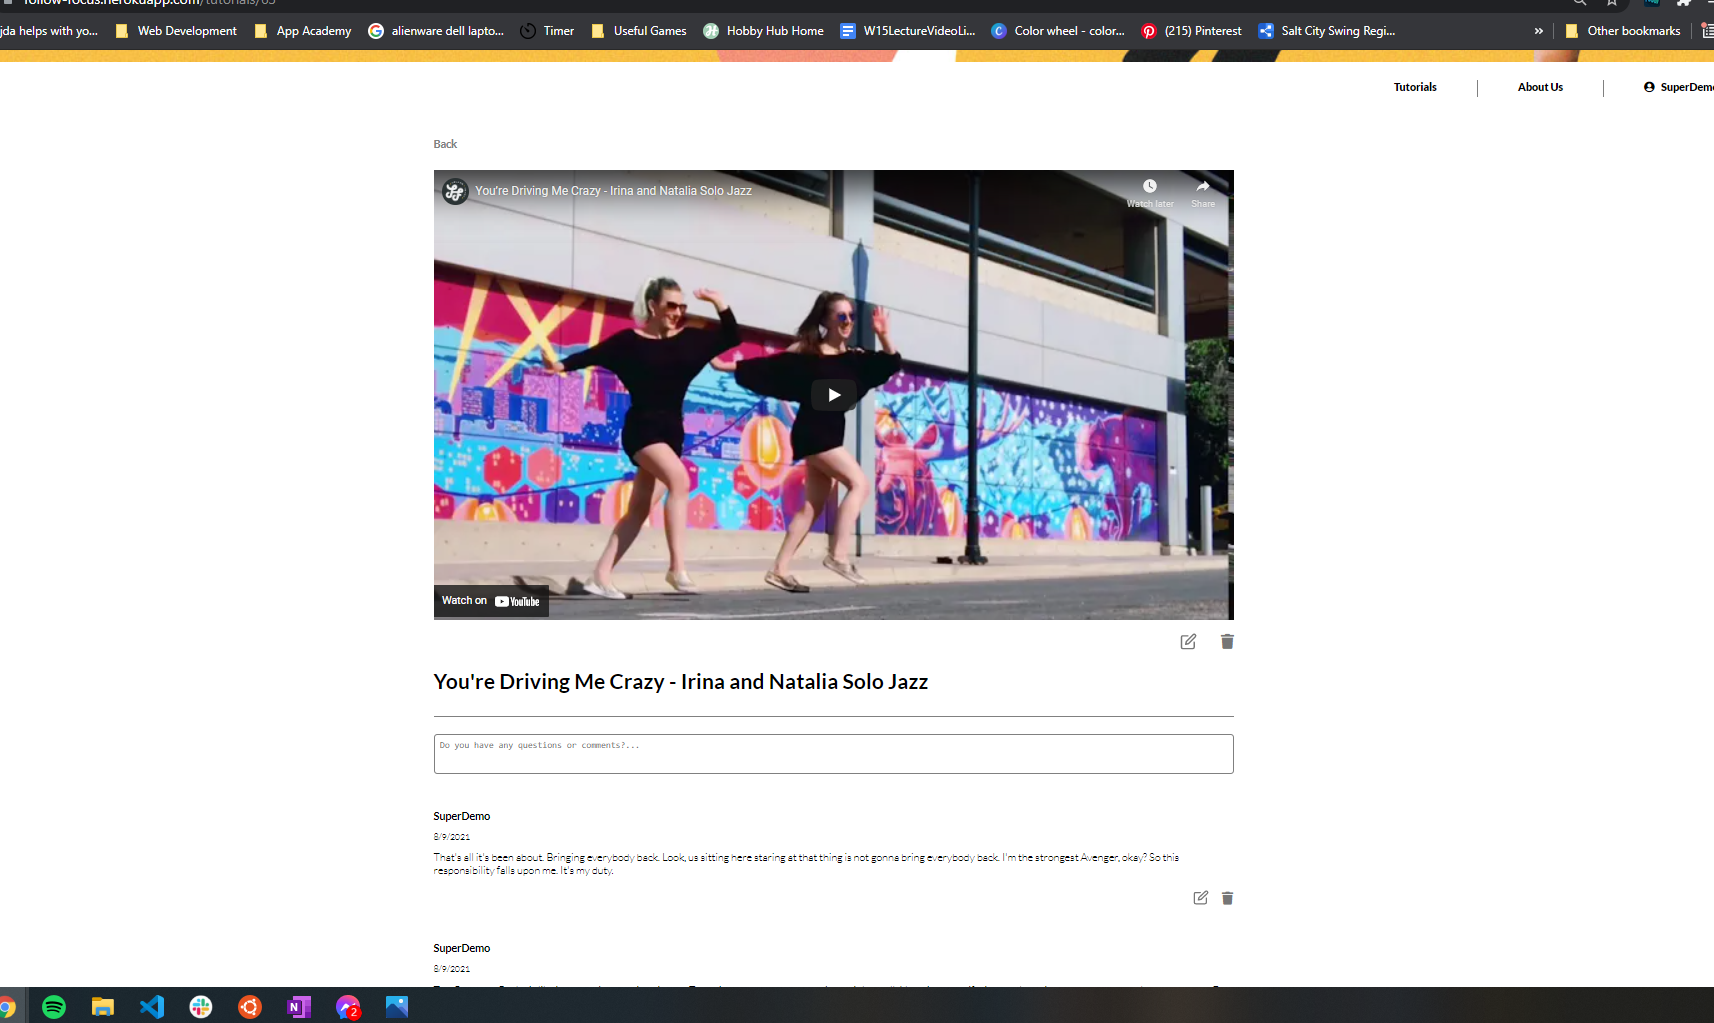 follow-focus.herokuapp.com/tutorials/65
jda helps with yo... Web Development App Academy alienware dell lapto... Timer Useful Games Hobby Hub Home W15LectureVideoLi... Color wheel - color... (215) Pinterest Salt City Swing Regi... » Other bookmarks
Tutorials About Us SuperDemo
Back
You're Driving Me Crazy - Irina and Natalia Solo Jazz
Watch later Share
Watch on YouTube
You're Driving Me Crazy - Irina and Natalia Solo Jazz
Do you have any questions or comments?...
SuperDemo
8/9/2021
That's all it's been about. Bringing everybody back. Look, us sitting here staring at that thing is not gonna bring everybody back. I'm the strongest Avenger, okay? So this
responsibility falls upon me. It's my duty.
SuperDemo
8/9/2021
2